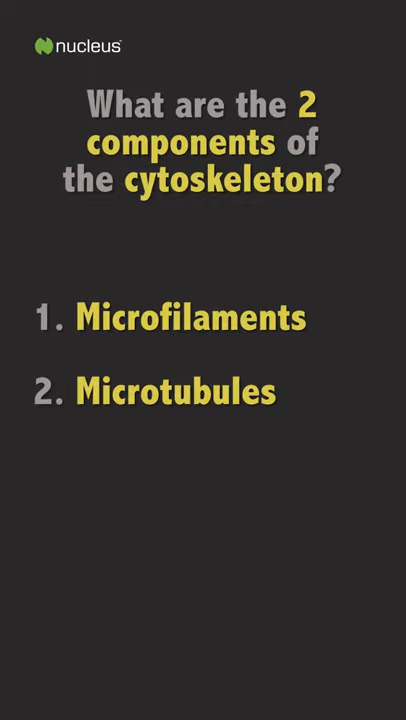 nucleus
What are the 2
components of
the cytoskeleton?
1. Microfilaments
2. Microtubules